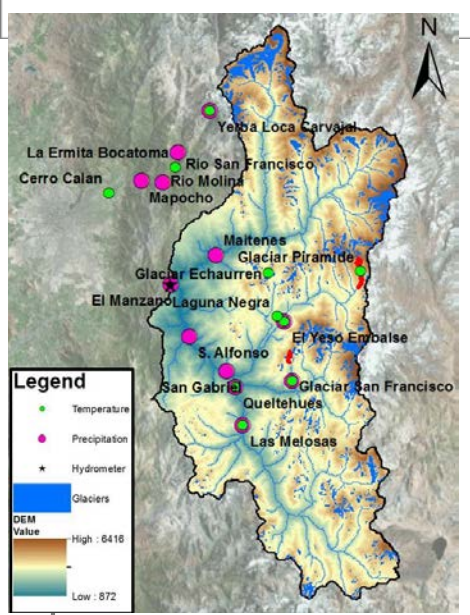 N
Yerba Loca Carvajal
La Ermita Bocatoma
Rio San Francisco
Cerro Calan
Rio Molina
Mapocho
Maitenes
Glaciar Piramide
Glaciar Echaurren
El Manzano
Laguna Negra
El Yeso Embalse
S. Alfonso
San Gabriel
Glaciar San Francisco
Queltehues
Las Melosas
Legend
Temperature
Precipitation
Hydrometer
Glaciers
DEM
Value
High : 6416
Low : 872